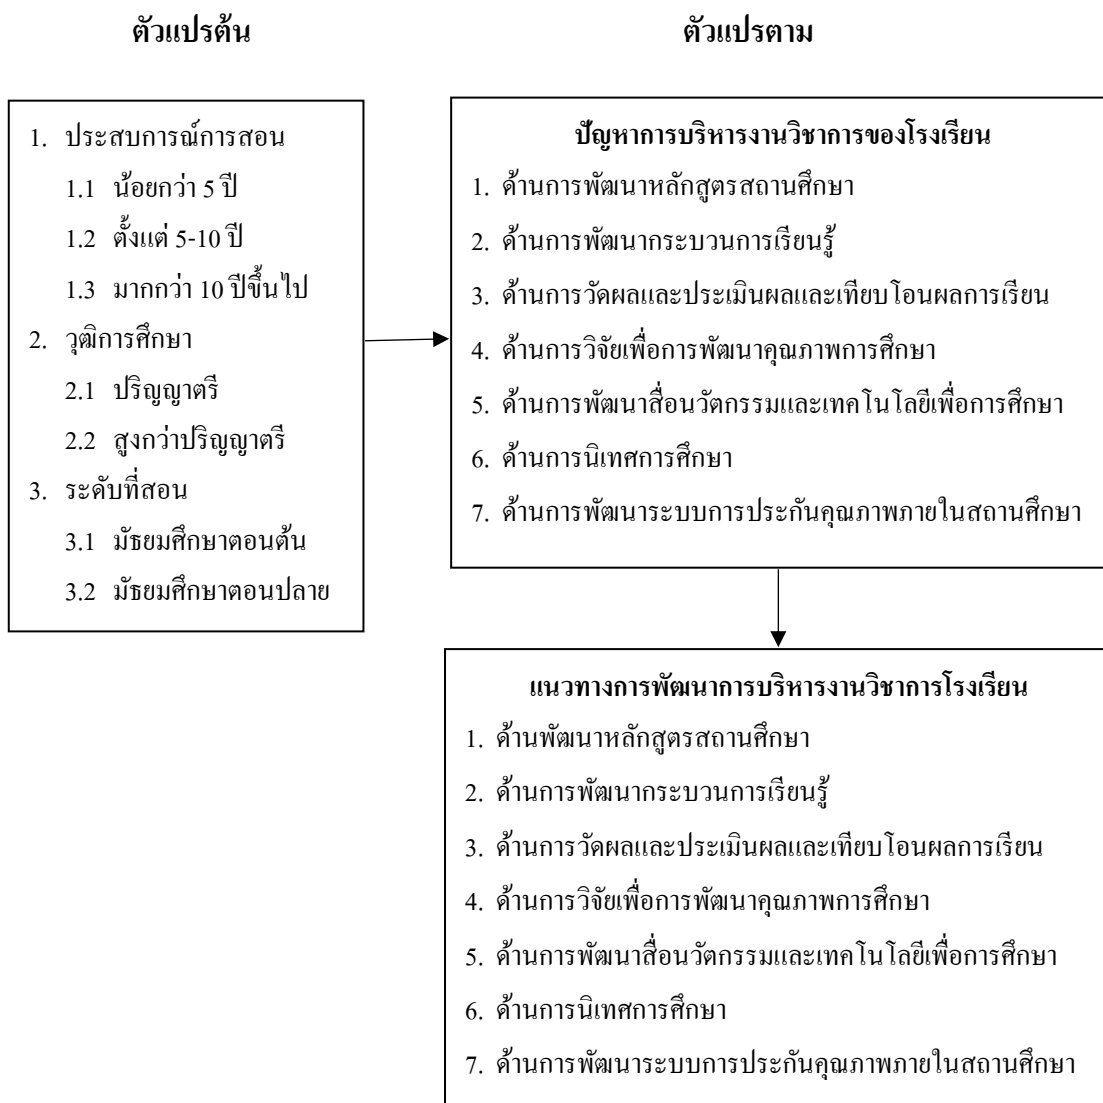 ตัวแปรต้น
ตัวแปรตาม
1. ประสบการณ์การสอน
1.1 น้อยกว่า 5 ปี
1.2 ตั้งแต่ 5-10 ปี
1.3 มากกว่า 10 ปีขึ้นไป
2. วุฒิการศึกษา
2.1 ปริญญาตรี
2.2 สูงกว่าปริญญาตรี
3. ระดับที่สอน
3.1 มัธยมศึกษาตอนต้น
3.2 มัธยมศึกษาตอนปลาย
ปัญหาการบริหารงานวิชาการของโรงเรียน
1. ด้านการพัฒนาหลักสูตรสถานศึกษา
2. ด้านการพัฒนากระบวนการเรียนรู้
3. ด้านการวัดผลและประเมินผลและเทียบโอนผลการเรียน
4. ด้านการวิจัยเพื่อการพัฒนาคุณภาพการศึกษา
5. ด้านการพัฒนาสื่อนวัตกรรมและเทคโนโลยีเพื่อการศึกษา
6. ด้านการนิเทศการศึกษา
7. ด้านการพัฒนาระบบการประกันคุณภาพภายในสถานศึกษา
แนวทางการพัฒนาการบริหารงานวิชาการโรงเรียน
1. ด้านพัฒนาหลักสูตรสถานศึกษา
2. ด้านการพัฒนากระบวนการเรียนรู้
3. ด้านการวัดผลและประเมินผลและเทียบโอนผลการเรียน
4. ด้านการวิจัยเพื่อการพัฒนาคุณภาพการศึกษา
5. ด้านการพัฒนาสื่อนวัตกรรมและเทคโนโลยีเพื่อการศึกษา
6. ด้านการนิเทศการศึกษา
7. ด้านการพัฒนาระบบการประกันคุณภาพภายในสถานศึกษา